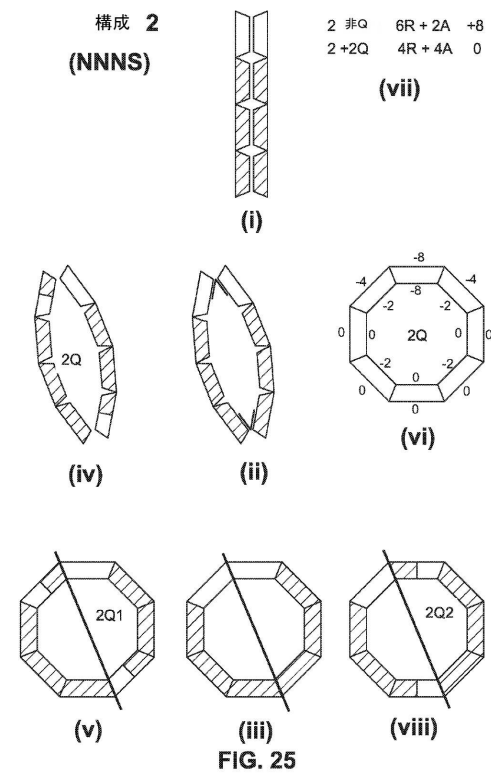 構成 2
(NNNS)
2 非Q 6R + 2A +8
2 +2Q 4R + 4A 0
(vii)
(i)
2Q
(iv)
(ii)
-8
-4 -4
-8
-2 -2
0 0 2Q 0 0
-2 -2
0
0 0
0
(vi)
2Q1
(v)
(iii)
2Q2
(viii)
FIG. 25